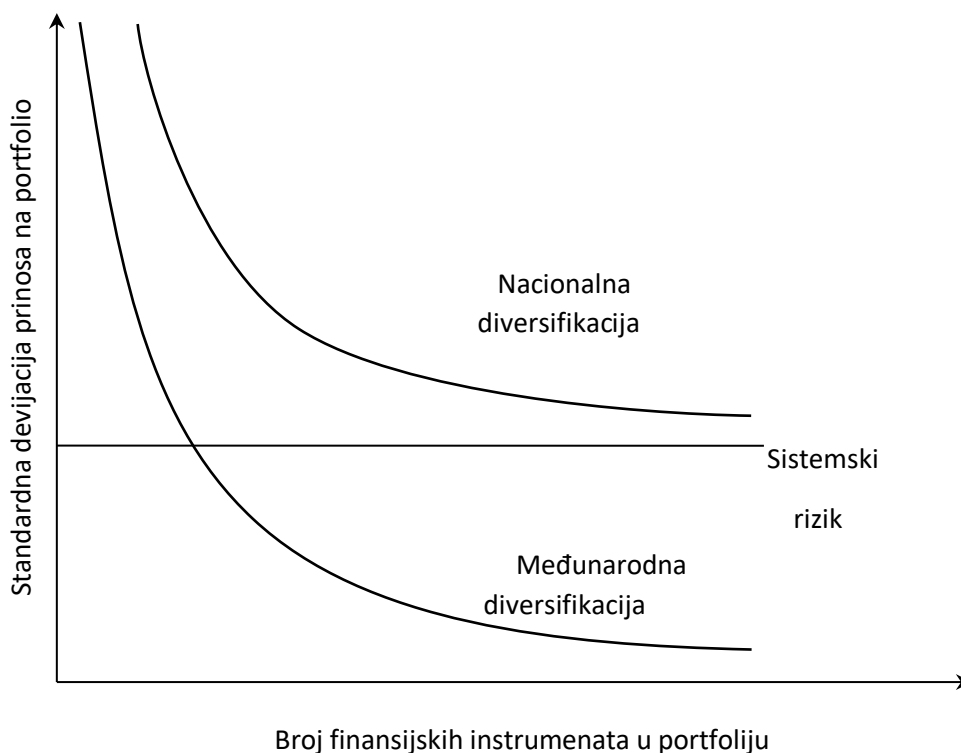 Standardna devijacija prinosa na portfolio
Nacionalna
diversifikacija
Sistemski
rizik
Međunarodna
diversifikacija
Broj finansijskih instrumenata u portfoliju